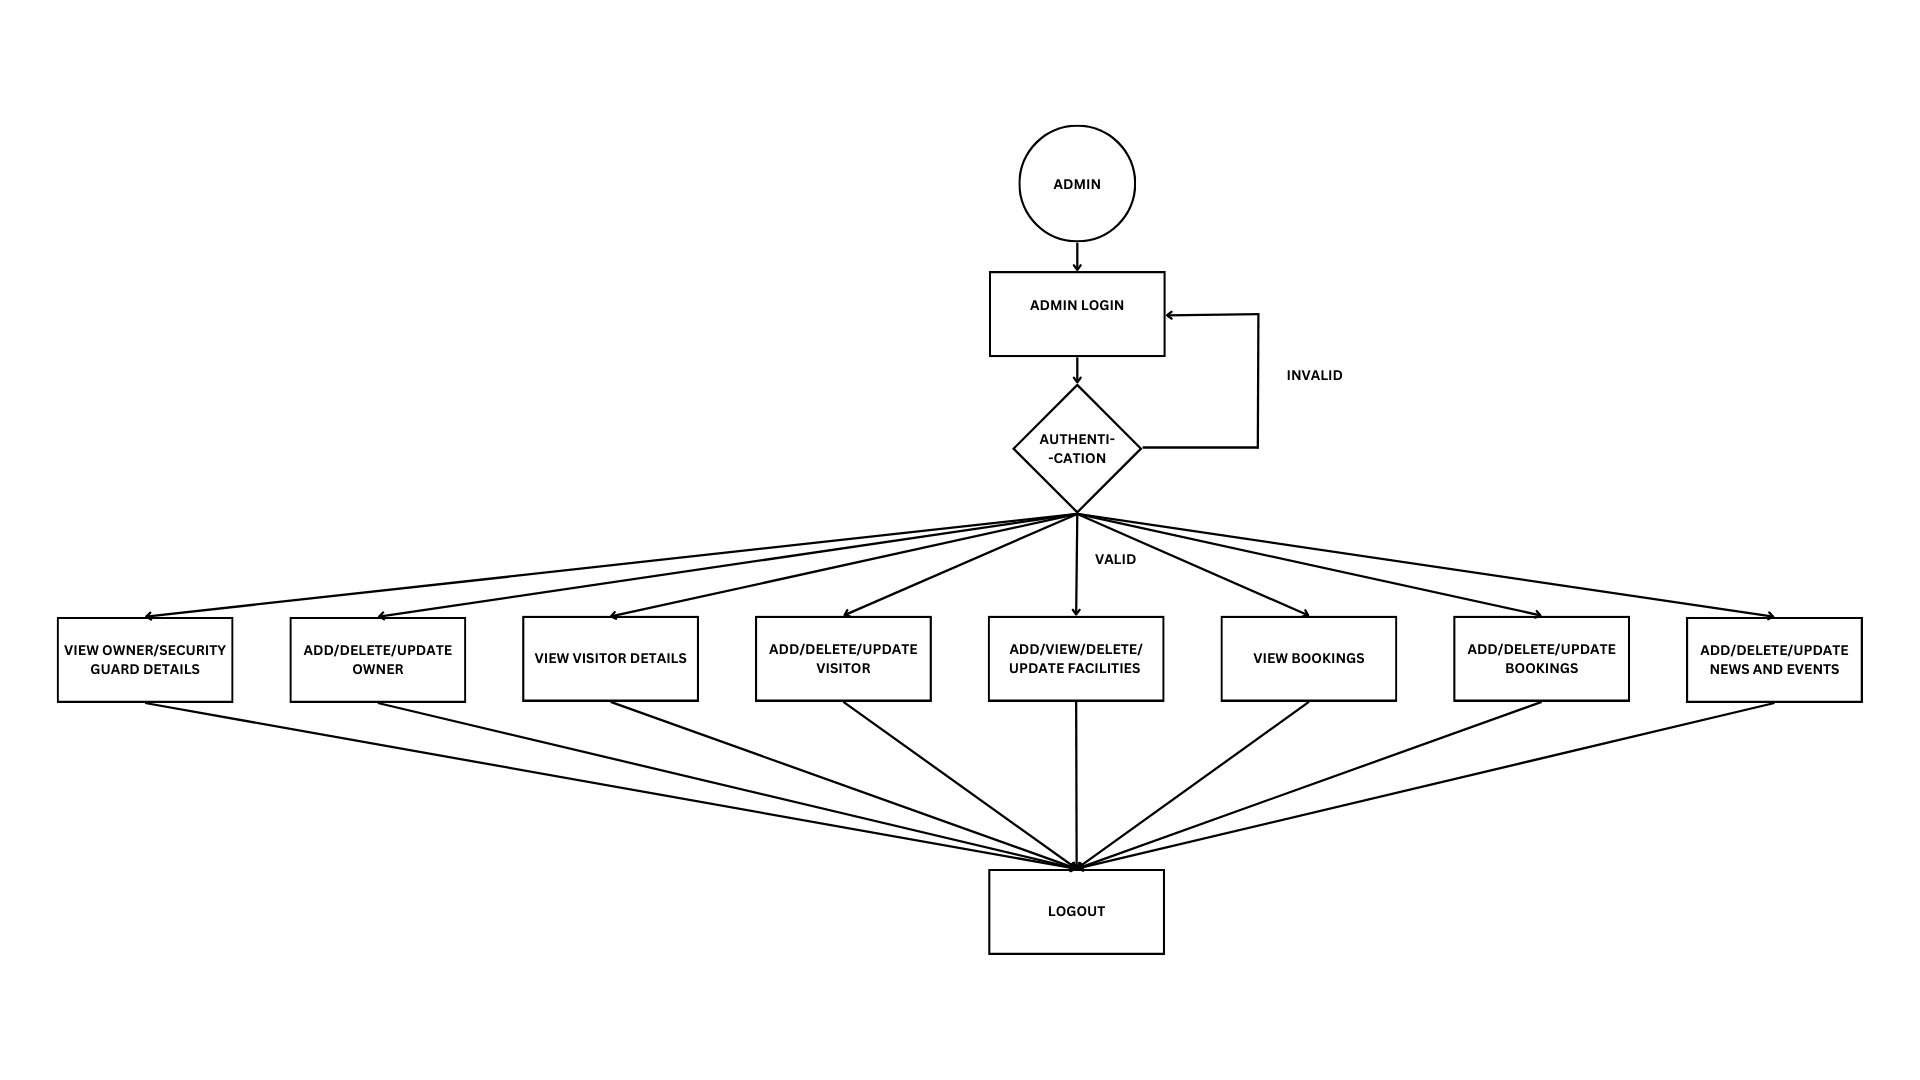 ADMIN
ADMIN LOGIN
INVALID
AUTHENTI-
-CATION
VALID
VIEW OWNER/SECURITY
GUARD DETAILS
ADD/DELETE/UPDATE
OWNER
VIEW VISITOR DETAILS
ADD/DELETE/UPDATE
VISITOR
ADD/VIEW/DELETE/
UPDATE FACILITIES
VIEW BOOKINGS
ADD/DELETE/UPDATE
BOOKINGS
ADD/DELETE/UPDATE
NEWS AND EVENTS
LOGOUT